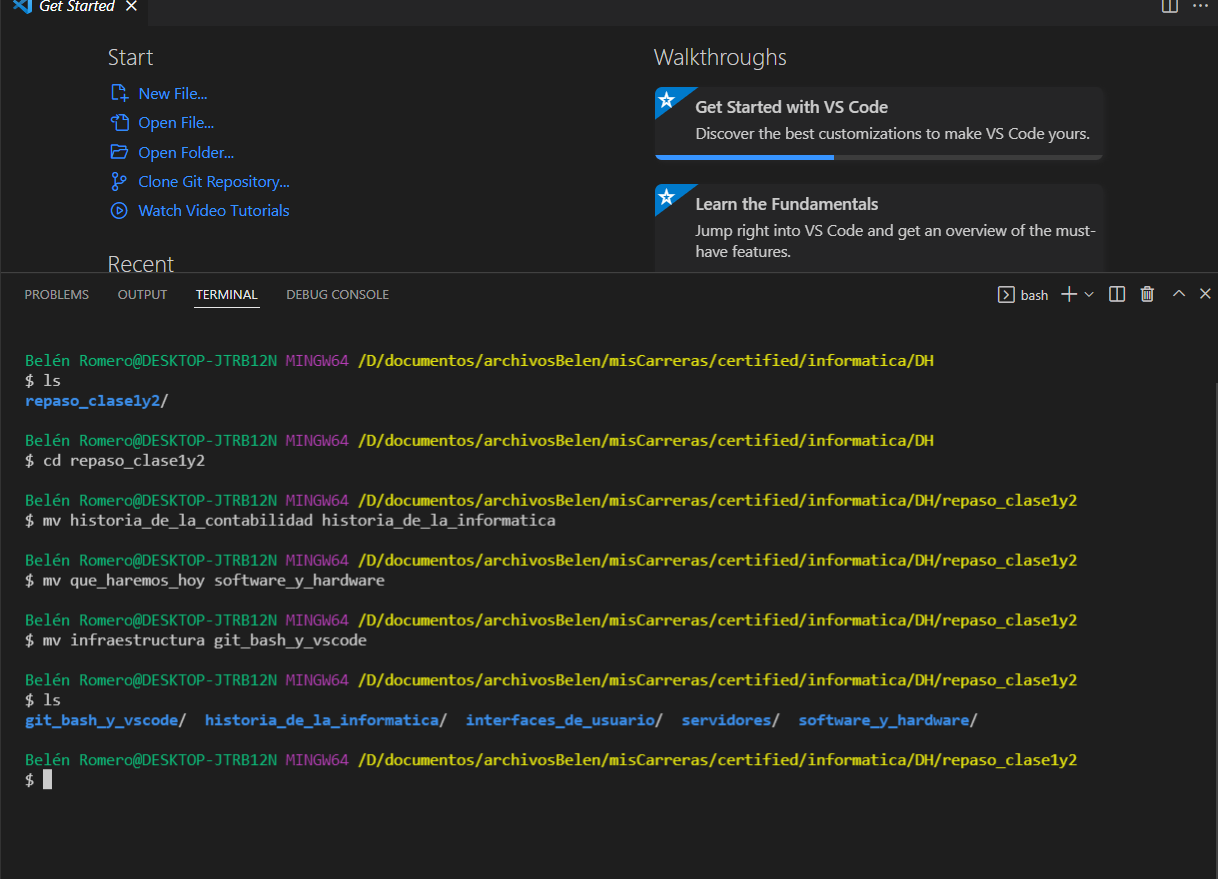 Get Started
Start
New File...
Open File...
Open Folder...
Clone Git Repository...
Watch Video Tutorials
Recent
Walkthroughs
Get Started with VS Code
Discover the best customizations to make VS Code yours.
Learn the Fundamentals
Jump right into VS Code and get an overview of the must-
have features.
PROBLEMS OUTPUT TERMINAL DEBUG CONSOLE bash
Belén Romero@DESKTOP-JTRB12N MINGW64 /D/documentos/archivosBelen/misCarreras/certified/informatica/DH
$ ls
repaso_clase1y2/
Belén Romero@DESKTOP-JTRB12N MINGW64 /D/documentos/archivosBelen/misCarreras/certified/informatica/DH
$ cd repaso_clase1y2
Belén Romero@DESKTOP-JTRB12N MINGW64 /D/documentos/archivosBelen/misCarreras/certified/informatica/DH/repaso_clase1y2
$ mv historia_de_la_contabilidad historia_de_la_informatica
Belén Romero@DESKTOP-JTRB12N MINGW64 /D/documentos/archivosBelen/misCarreras/certified/informatica/DH/repaso_clase1y2
$ mv que_haremos_hoy software_y_hardware
Belén Romero@DESKTOP-JTRB12N MINGW64 /D/documentos/archivosBelen/misCarreras/certified/informatica/DH/repaso_clase1y2
$ mv infraestructura git_bash_y_vscode
Belén Romero@DESKTOP-JTRB12N MINGW64 /D/documentos/archivosBelen/misCarreras/certified/informatica/DH/repaso_clase1y2
$ ls
git_bash_y_vscode/ historia_de_la_informatica/ interfaces_de_usuario/ servidores/ software_y_hardware/
Belén Romero@DESKTOP-JTRB12N MINGW64 /D/documentos/archivosBelen/misCarreras/certified/informatica/DH/repaso_clase1y2
$